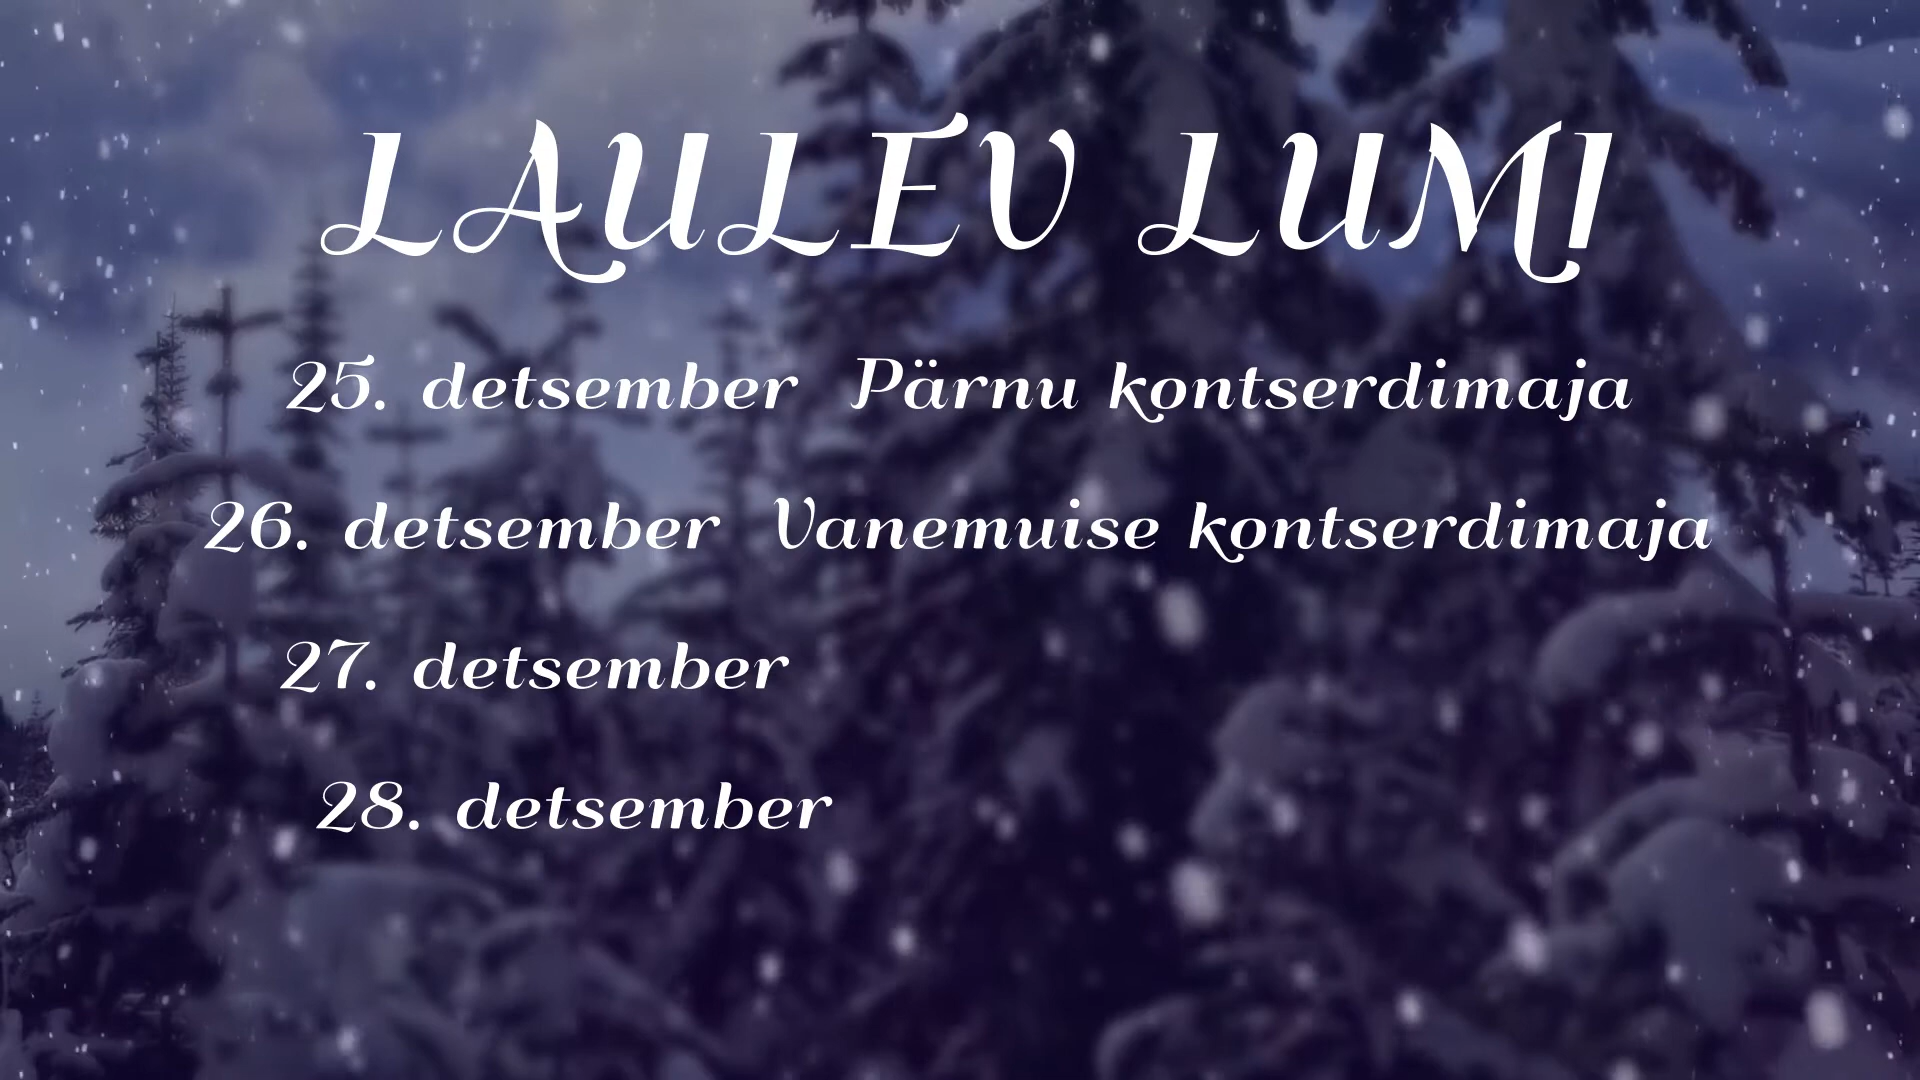 LAULEV LUMI
25. detsember Pärnu kontserdimaja
26. detsember Vanemuise kontserdimaja
27. detsember
28. detsember